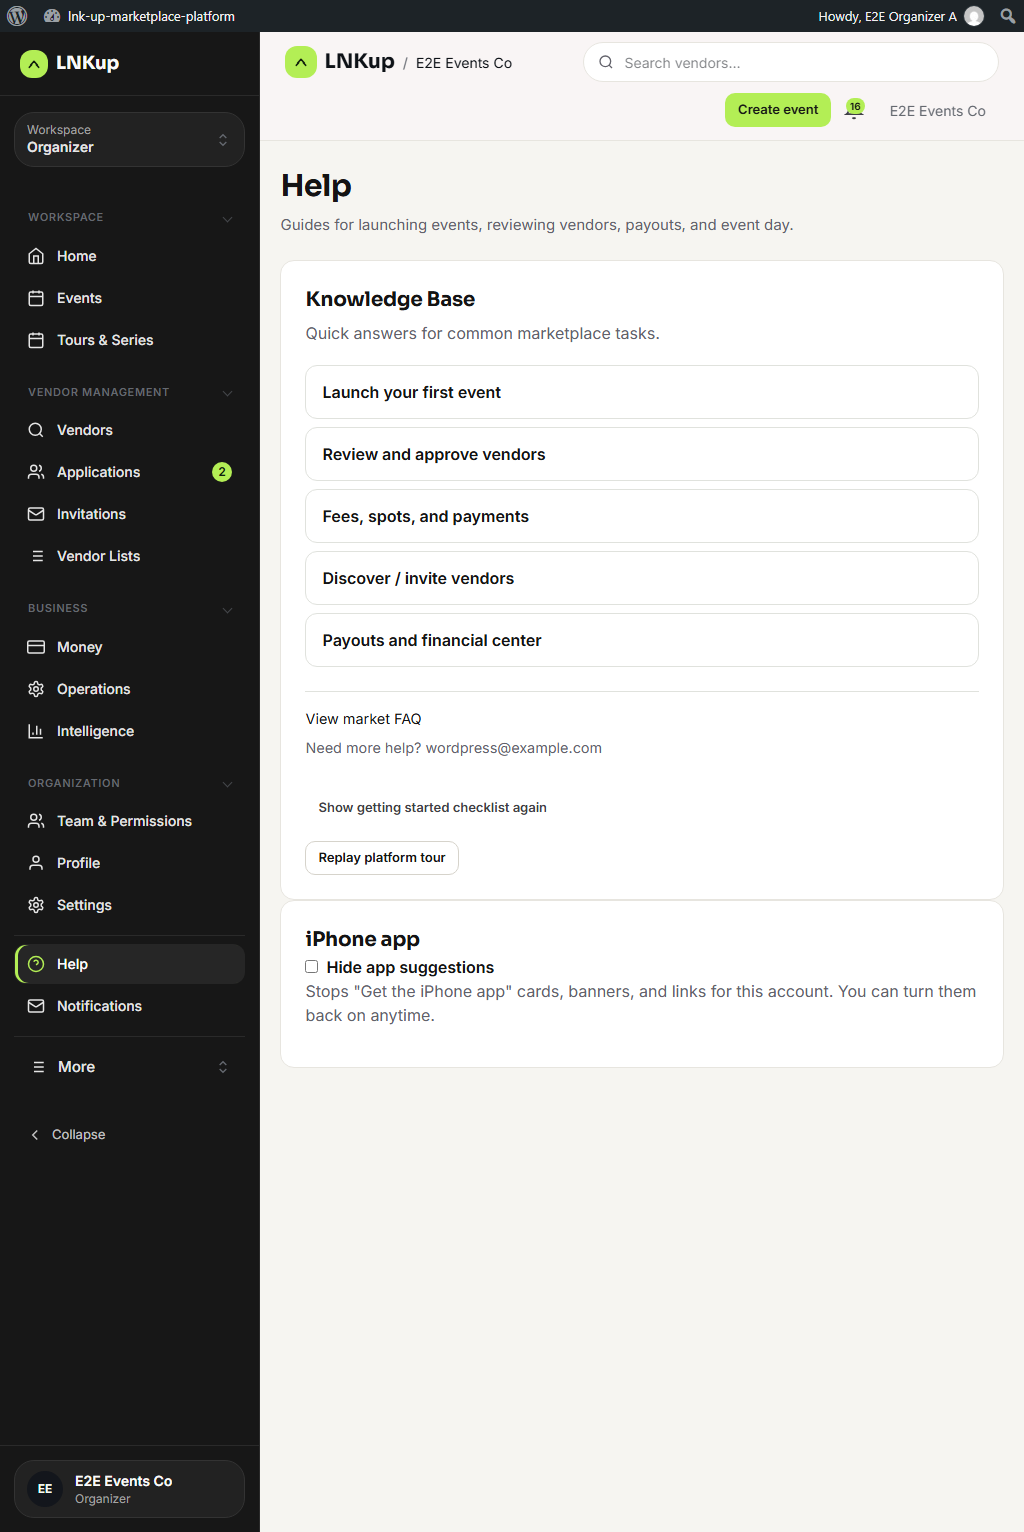 lnk-up-marketplace-platform
Howdy, E2E Organizer A
LNKup
Workspace
Organizer
WORKSPACE
Home
Events
Tours & Series
VENDOR MANAGEMENT
Vendors
Applications 2
Invitations
Vendor Lists
BUSINESS
Money
Operations
Intelligence
ORGANIZATION
Team & Permissions
Profile
Settings
Help
Notifications
More
Collapse
EE
E2E Events Co
Organizer
LNKup / E2E Events Co
Search vendors...
Create event
16
E2E Events Co
Help
Guides for launching events, reviewing vendors, payouts, and event day.
Knowledge Base
Quick answers for common marketplace tasks.
Launch your first event
Review and approve vendors
Fees, spots, and payments
Discover / invite vendors
Payouts and financial center
View market FAQ
Need more help? wordpress@example.com
Show getting started checklist again
Replay platform tour
iPhone app
Hide app suggestions
Stops "Get the iPhone app" cards, banners, and links for this account. You can turn them
back on anytime.